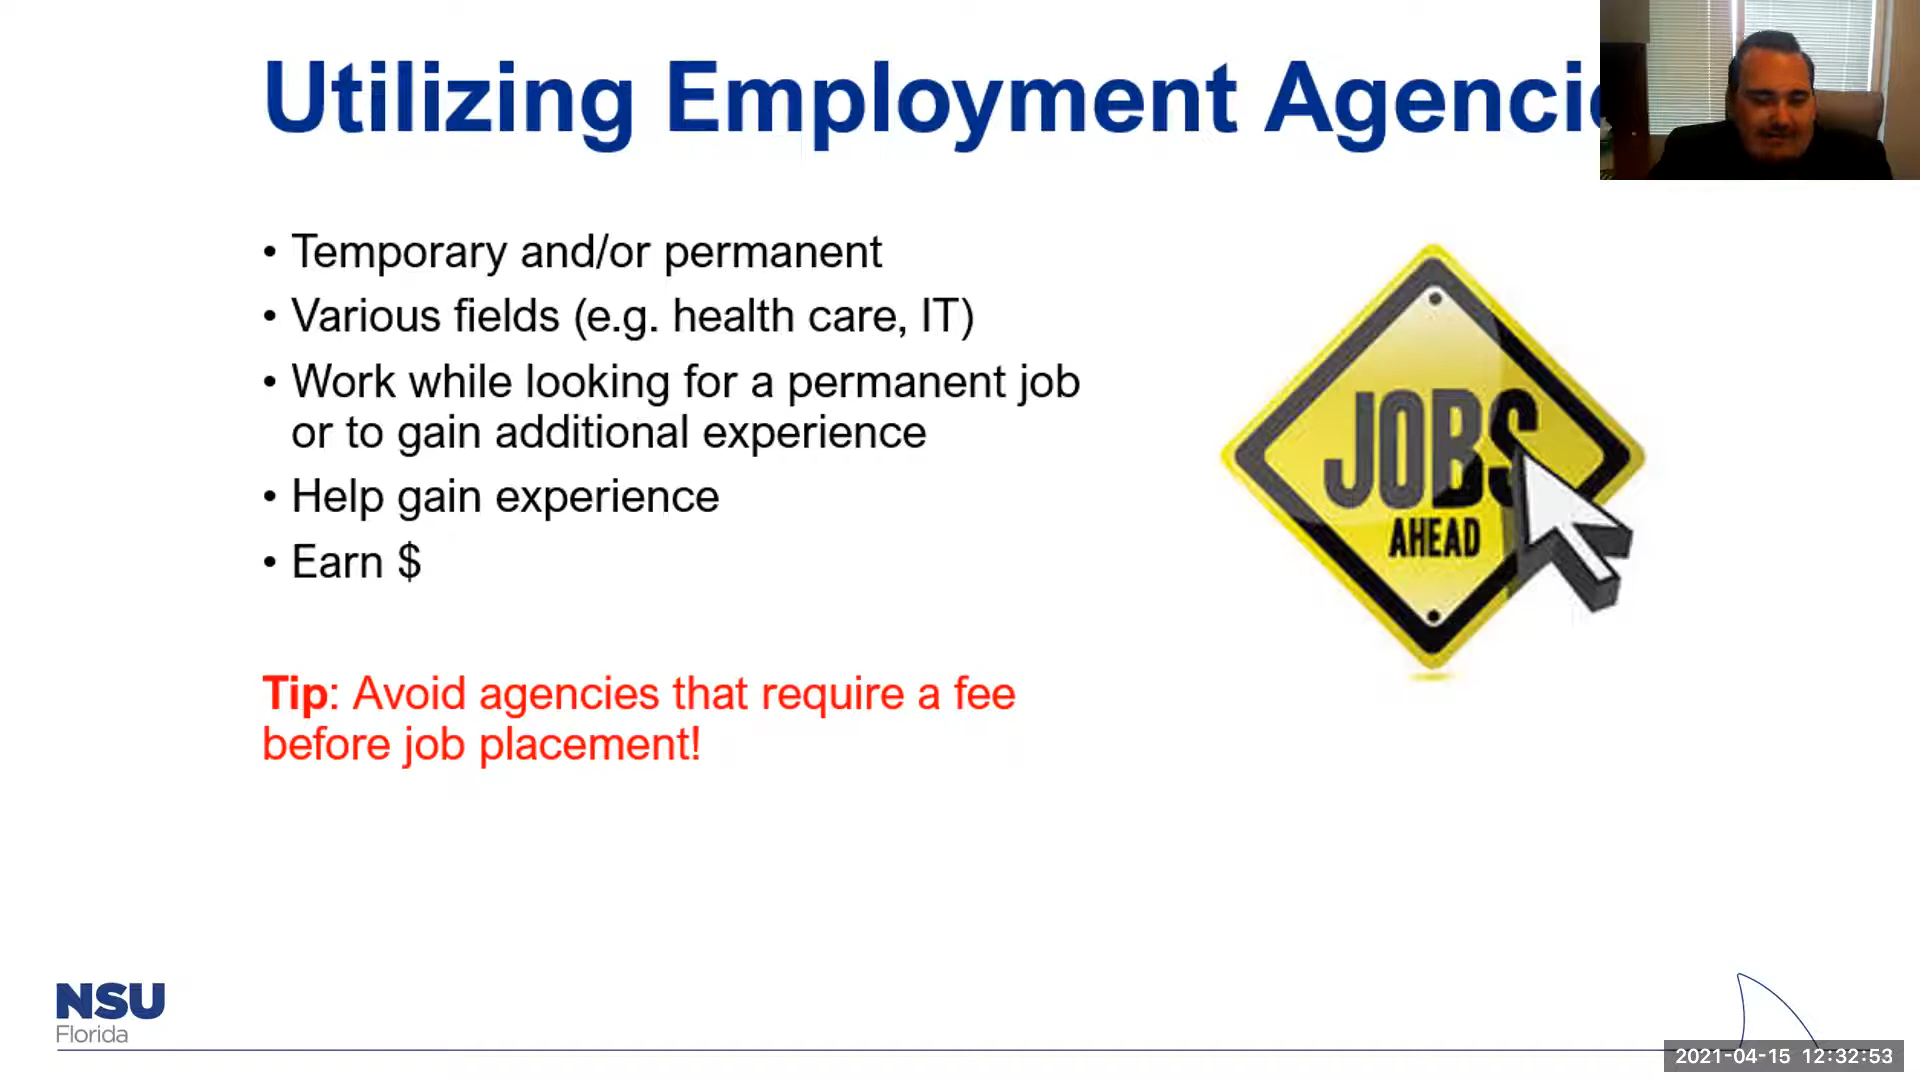 Utilizing Employment Agenci
• Temporary and/or permanent
• Various fields (e.g. health care, IT)
• Work while looking for a permanent job
or to gain additional experience
• Help gain experience
• Earn $
Tip: Avoid agencies that require a fee
before job placement!
JOBS
AHEAD
NSU
Florida
2021-04-15 12:32:53